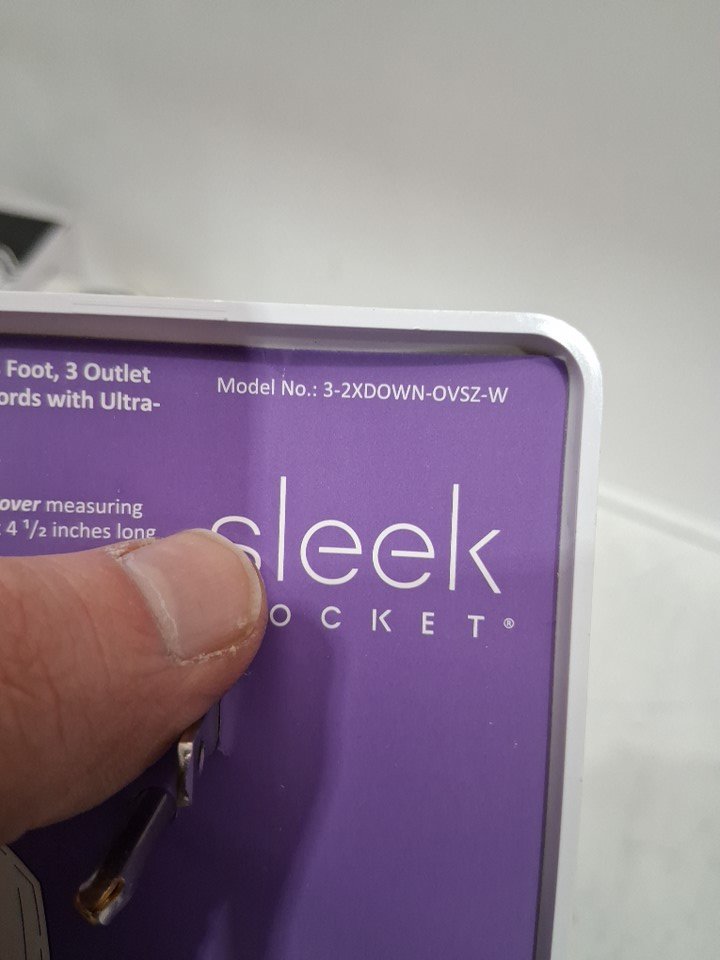 Foot, 3 Outlet
ords with Ultra-
Model No.: 3-2XDOWN-OVSZ-W
over measuring
4 ½ inches long
sleek
OCKET®